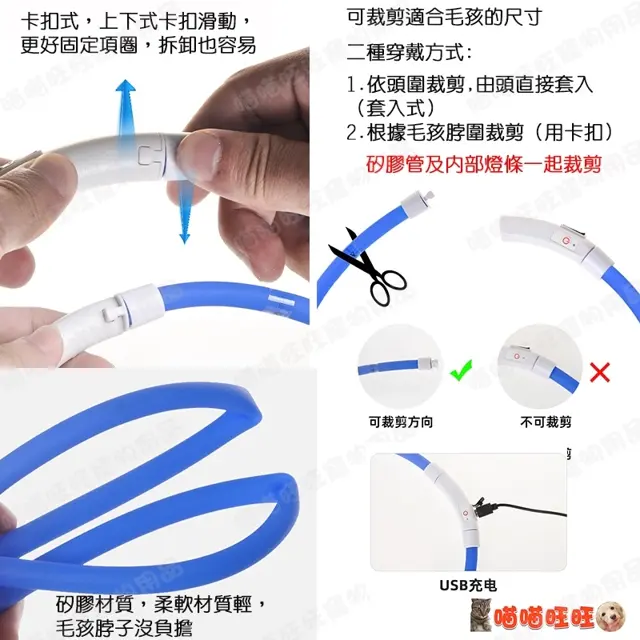 卡扣式，上下式卡扣滑動，
更好固定項圈，拆卸也容易
可裁剪適合毛孩的尺寸
二種穿戴方式：
1.依頭圍裁剪,由頭直接套入
（套入式）
2.根據毛孩脖圍裁剪（用卡扣）
矽膠管及內部燈條一起裁剪
可裁剪方向
不可裁剪
剪
USB充电
矽膠材質，柔軟材質輕，
毛孩脖子沒負擔
喵喵旺旺